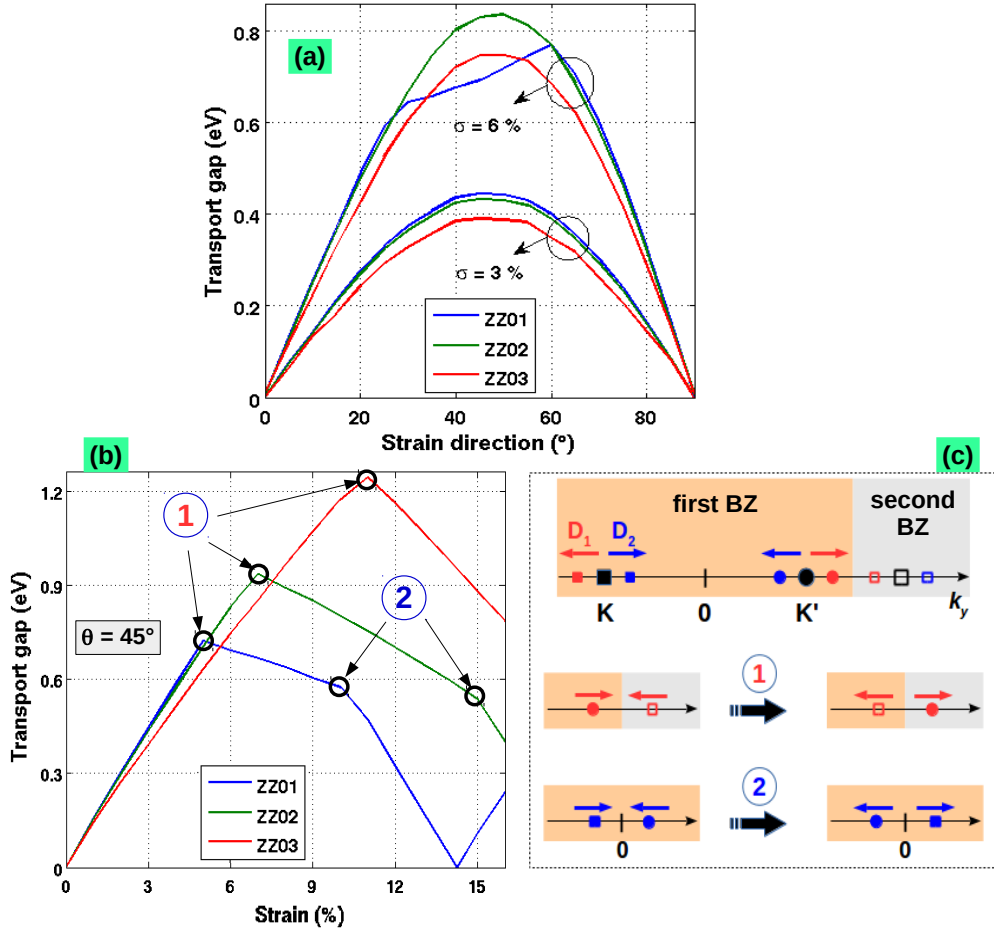 (a)
Transport gap (eV)
0.8
0.6
0.4
0.2
0
σ = 6 %
σ = 3 %
ZZ01
ZZ02
ZZ03
0 20 40 60 80
Strain direction (°)
(b)
Transport gap (eV)
1.2
0.9
0.6
0.3
0
1
2
θ = 45°
ZZ01
ZZ02
ZZ03
0 3 6 9 12 15
Strain (%)
(c)
first BZ
second
BZ
D1 D2
K 0 K' ky
1
2
0 0